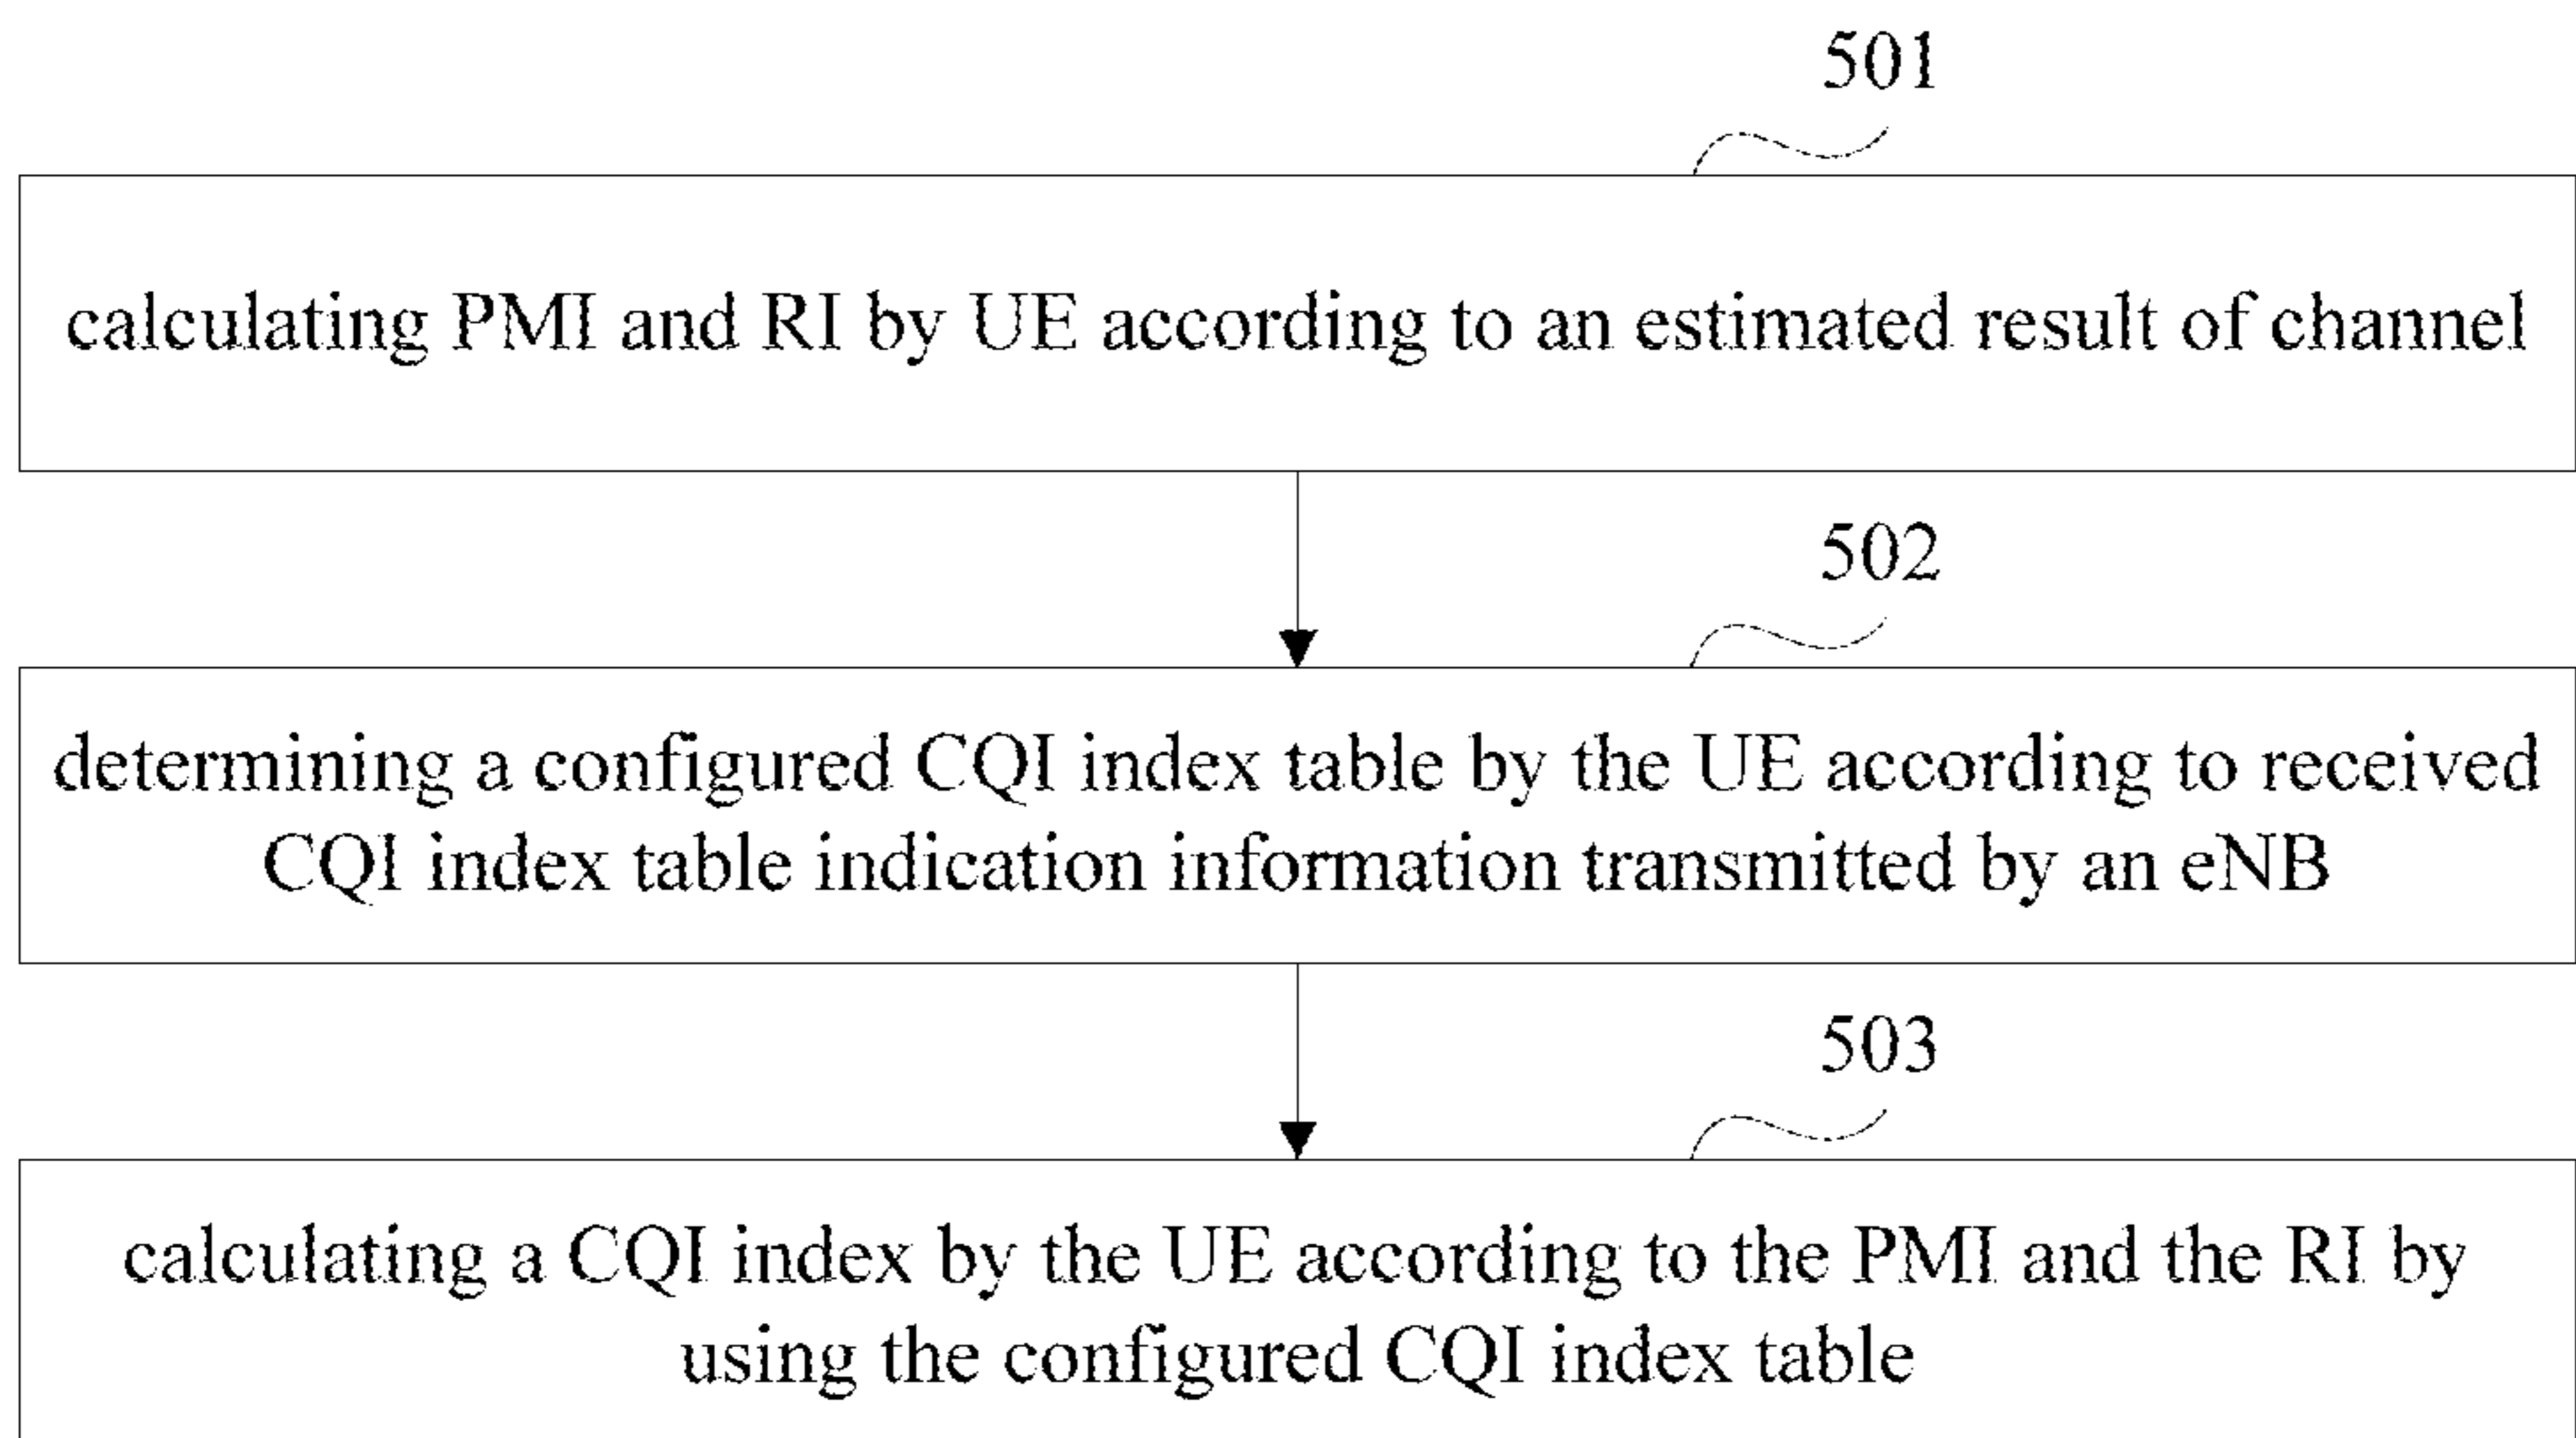 501
calculating PMI and RI by UE according to an estimated result of channel
502
determining a configured CQI index table by the UE according to received
CQI index table indication information transmitted by an eNB
503
calculating a CQI index by the UE according to the PMI and the RI by
using the configured CQI index table